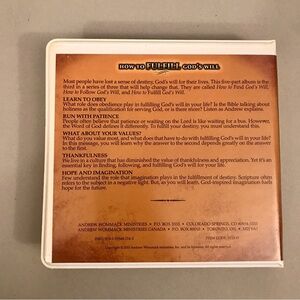 HOW TO FULFILL GOD'S WILL
Most people have lost a sense of destiny, God's will for their lives. This five-part album is the
third in a series of three that will help change that. They are called How to Find God's Will,
How to Follow God's Will, and How to Fulfill God's Will.
LEARN TO OBEY
What role does obedience play in fulfilling God's will in your life? Is the Bible talking about
holiness as the qualification for serving God, or is there more? Listen as Andrew explains.
RUN WITH PATIENCE
People often believe that patience or waiting on the Lord is like waiting for a bus. However,
the Word of God defines it differently. To fulfill your destiny, you must understand this.
WHAT ABOUT YOUR VALUES?
What do you value most, and what does that have to do with fulfilling God's will in your life?
In this message, you will learn why the answer to the second depends greatly on the answer
to the first.
THANKFULNESS
We live in a culture that has diminished the value of thankfulness and appreciation. Yet it's an
essential key in finding, following, and fulfilling God's will for your life.
HOPE AND IMAGINATION
Few understand the role that imagination plays in the fulfillment of destiny. Scripture often
refers to the subject in a negative light. But, as you will learn, God-inspired imagination bids
hope for the future.
ANDREW WOMMACK MINISTRIES • P.O. BOX 3333 • COLORADO SPRINGS, CO 80934-3333
ANDREW WOMMACK MINISTRIES CANADA • P.O. BOX